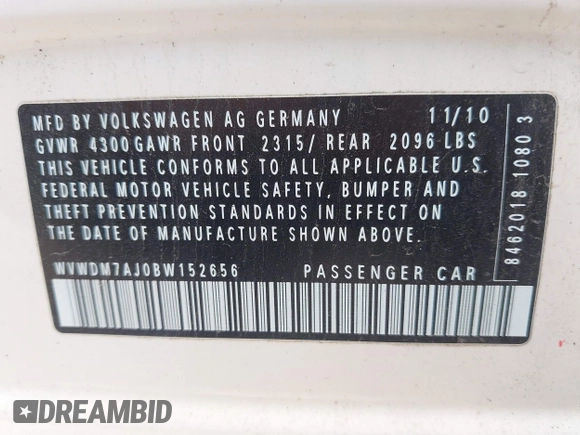 MFD BY VOLKSWAGEN AG GERMANY 11/10
GVWR 4300 GAWR FRONT 2315/ REAR 2096 LBS
THIS VEHICLE CONFORMS TO ALL APPLICABLE U.S.
FEDERAL MOTOR VEHICLE SAFETY, BUMPER AND
THEFT PREVENTION STANDARDS IN EFFECT ON
THE DATE OF MANUFACTURE SHOWN ABOVE.
WVWDM7AJ0BW152656 PASSENGER CAR
8462018 1080 3
DREAMBID